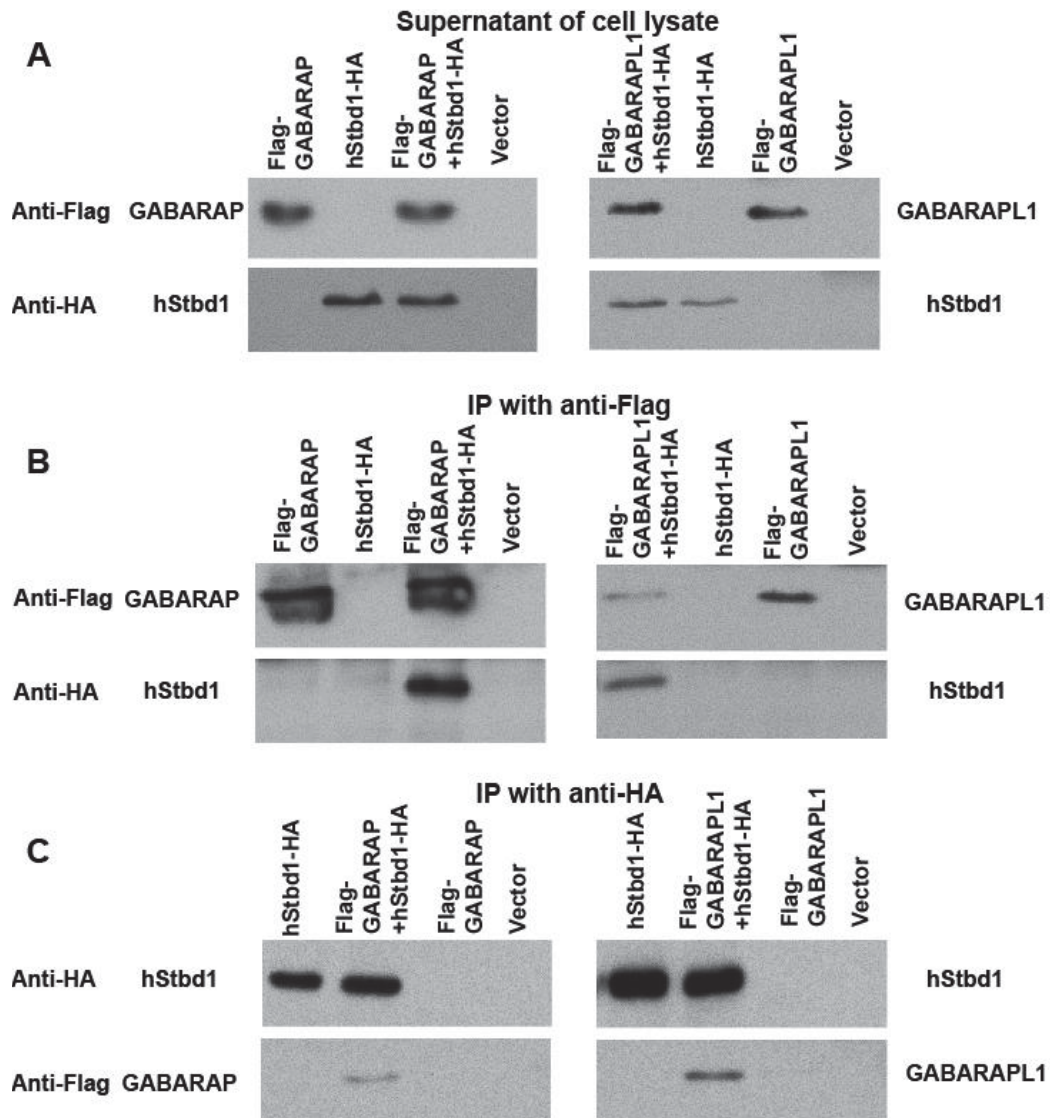 Supernatant of cell lysate
A
Flag-
GABARAP
hStbd1-HA
Flag-
GABARAP
+hStbd1-HA
Vector
Flag-
GABARAPL1
+hStbd1-HA
hStbd1-HA
Flag-
GABARAPL1
Vector
Anti-Flag GABARAP
GABARAPL1
Anti-HA hStbd1
hStbd1
IP with anti-Flag
B
Flag-
GABARAP
hStbd1-HA
Flag-
GABARAP
+hStbd1-HA
Vector
Flag-
GABARAPL1
+hStbd1-HA
hStbd1-HA
Flag-
GABARAPL1
Vector
Anti-Flag GABARAP
GABARAPL1
Anti-HA hStbd1
hStbd1
IP with anti-HA
C
hStbd1-HA
Flag-
GABARAP
+hStbd1-HA
Flag-
GABARAP
Vector
hStbd1-HA
Flag-
GABARAPL1
+hStbd1-HA
Flag-
GABARAPL1
Vector
Anti-HA hStbd1
hStbd1
Anti-Flag GABARAP
GABARAPL1